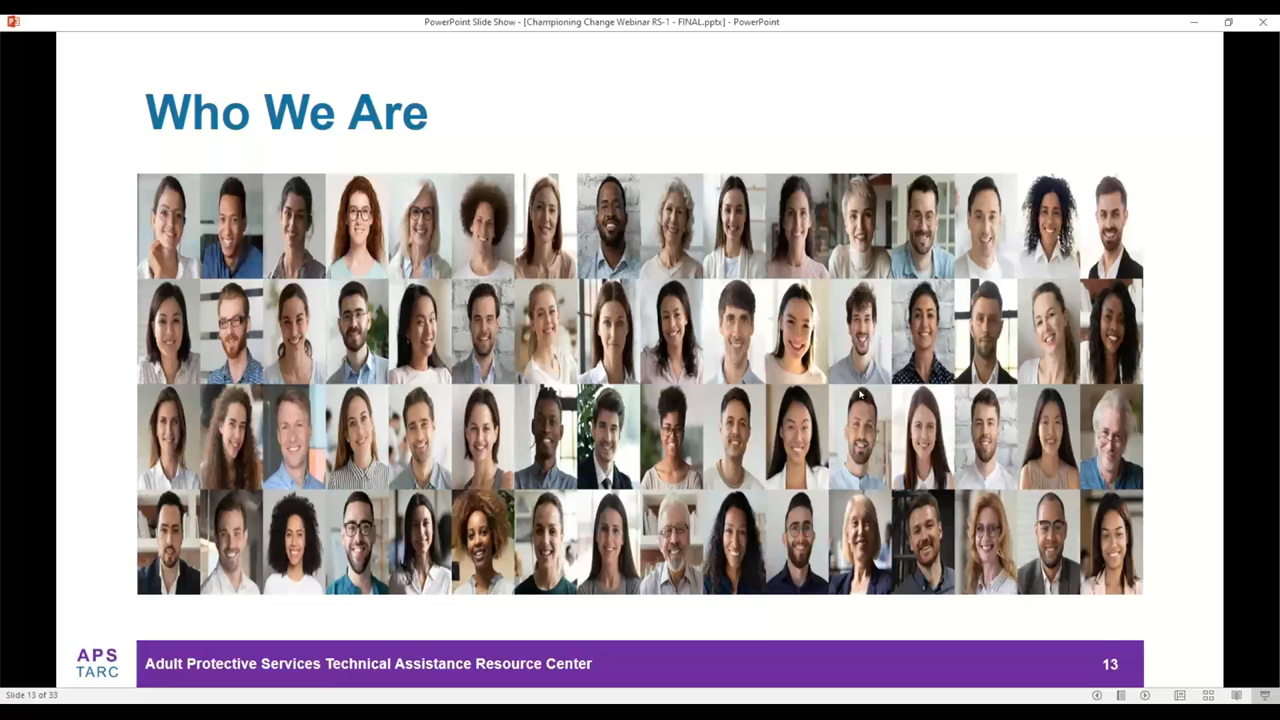 PowerPoint Slide Show - [Championing Change Webinar RS-1 - FINAL.pptx] - PowerPoint
Who We Are
APS
TARC
Adult Protective Services Technical Assistance Resource Center
13
Slide 13 of 33